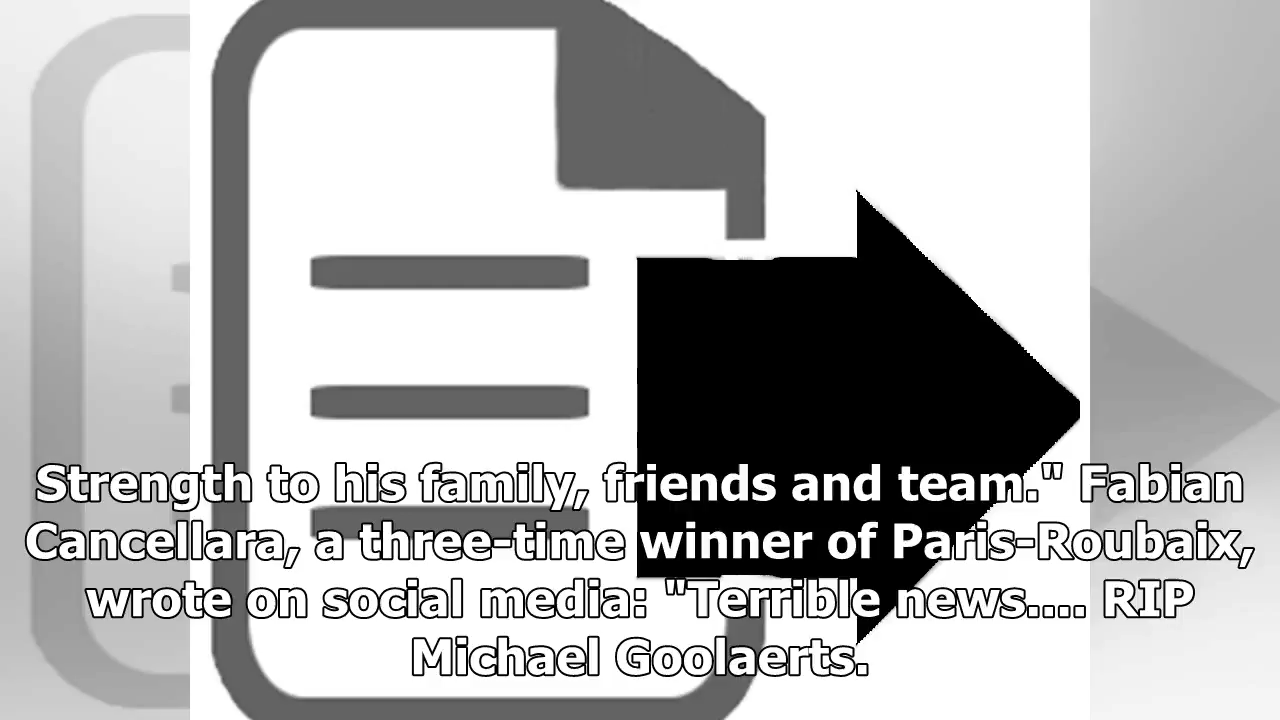 Strength to his family, friends and team." Fabian
Cancellara, a three-time winner of Paris-Roubaix,
wrote on social media: "Terrible news.... RIP
Michael Goolaerts.